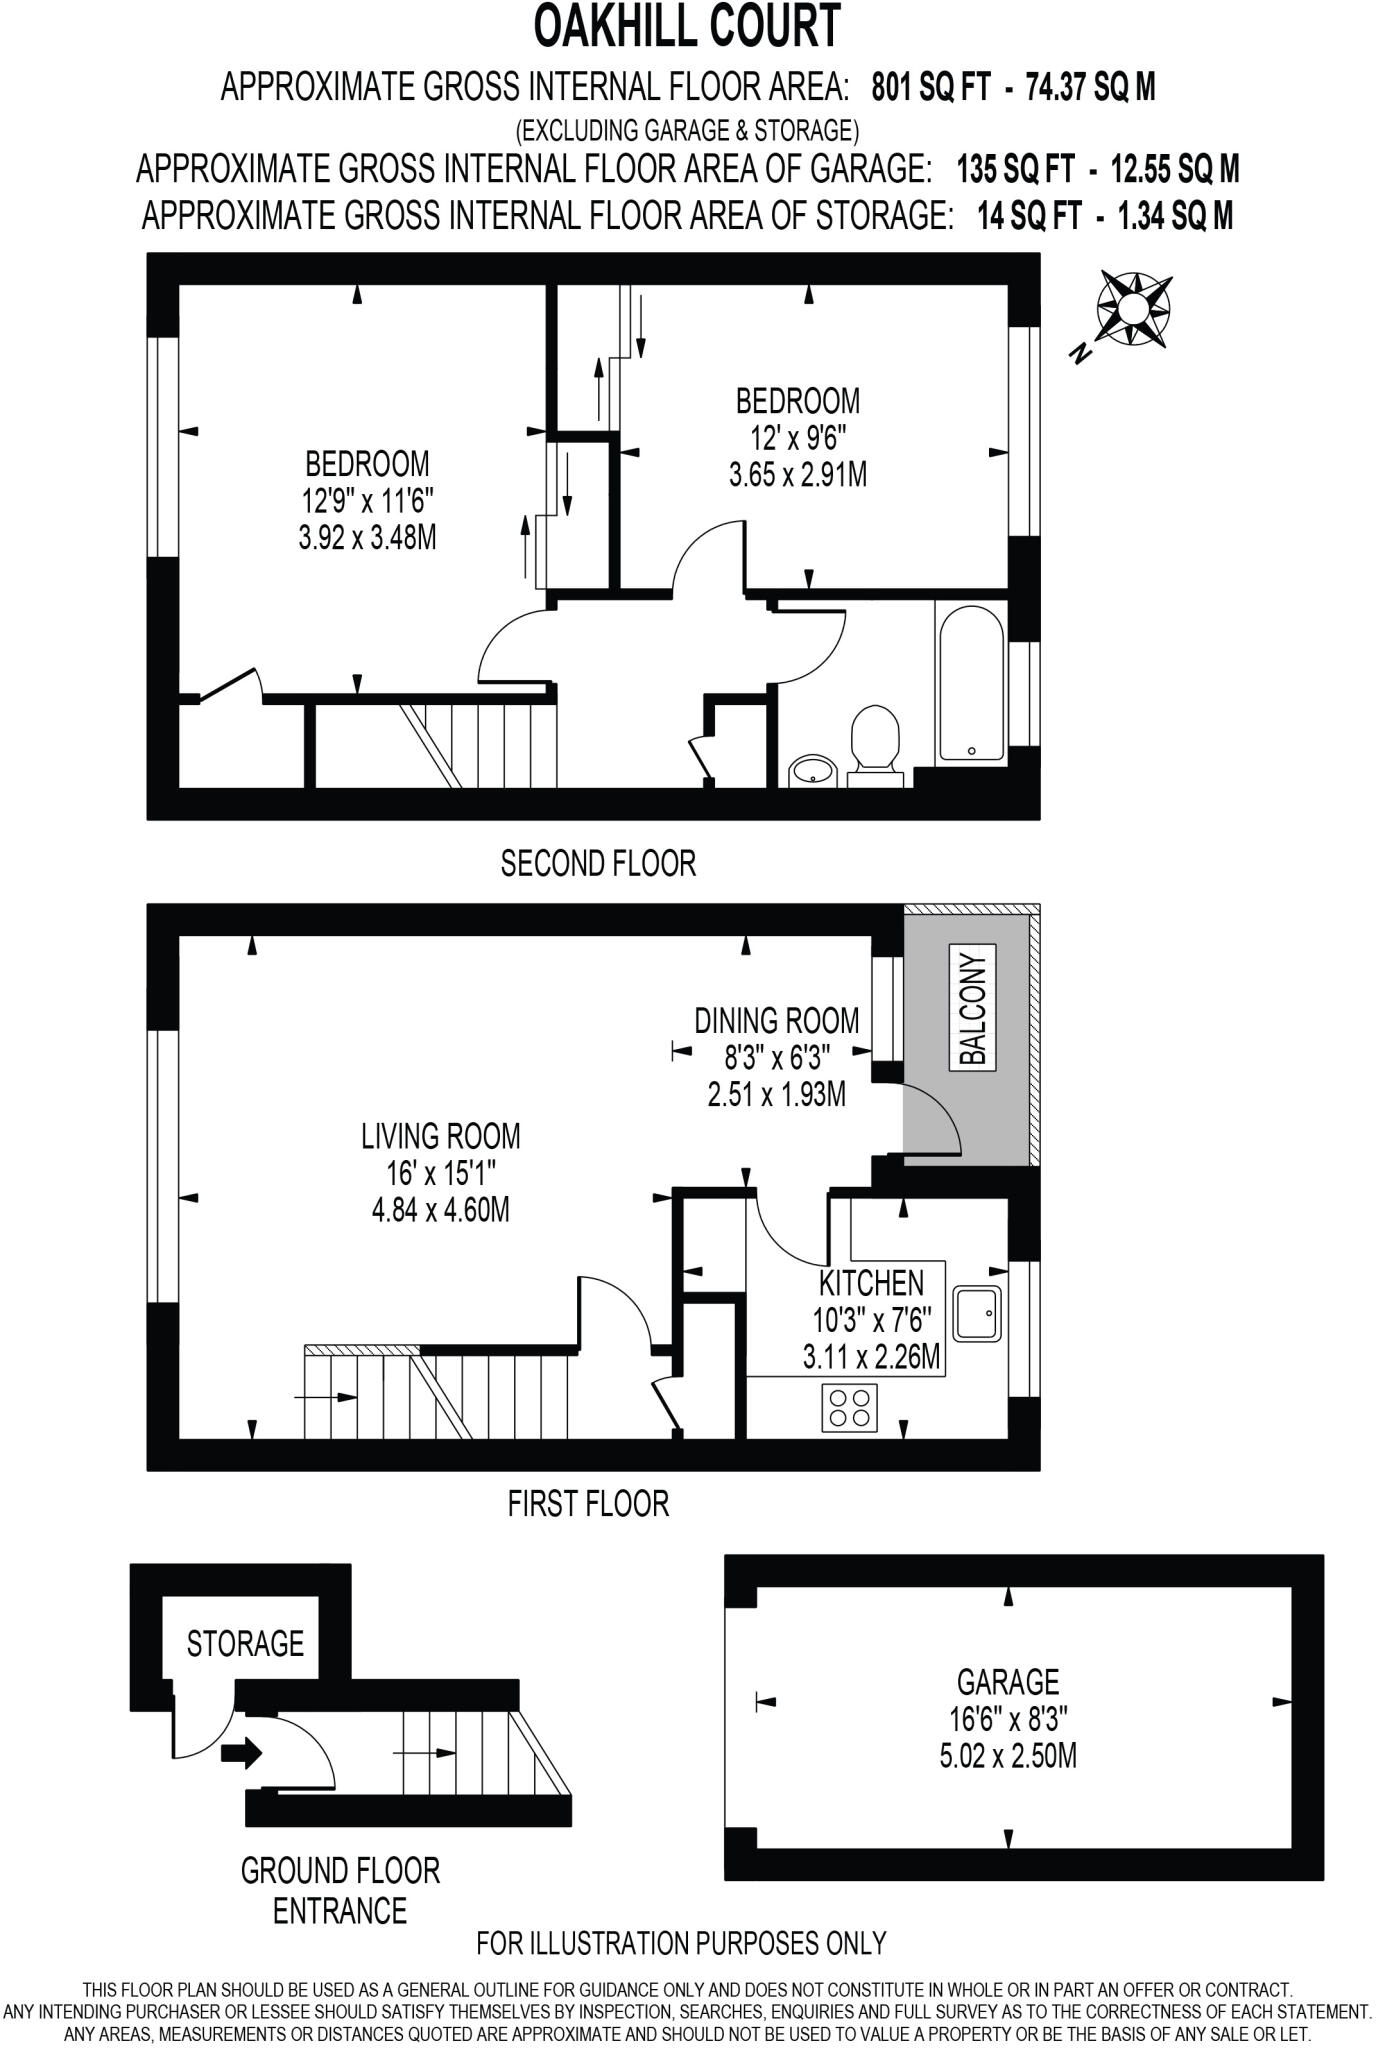 OAKHILL COURT
APPROXIMATE GROSS INTERNAL FLOOR AREA: 801 SQ FT - 74.37 SQ M
(EXCLUDING GARAGE & STORAGE)
APPROXIMATE GROSS INTERNAL FLOOR AREA OF GARAGE: 135 SQ FT - 12.55 SQ M
APPROXIMATE GROSS INTERNAL FLOOR AREA OF STORAGE: 14 SQ FT - 1.34 SQ M
N
BEDROOM
12' x 9'6"
3.65 x 2.91M
BEDROOM
12'9" x 11'6"
3.92 x 3.48M
SECOND FLOOR
BALCONY
DINING ROOM
8'3" x 6'3"
2.51 x 1.93M
LIVING ROOM
16' x 15'1"
4.84 x 4.60M
KITCHEN
10'3" x 7'6"
3.11 x 2.26M
FIRST FLOOR
STORAGE
GARAGE
16'6" x 8'3"
5.02 x 2.50M
GROUND FLOOR
ENTRANCE
FOR ILLUSTRATION PURPOSES ONLY
THIS FLOOR PLAN SHOULD BE USED AS A GENERAL OUTLINE FOR GUIDANCE ONLY AND DOES NOT CONSTITUTE IN WHOLE OR IN PART AN OFFER OR CONTRACT.
ANY INTENDING PURCHASER OR LESSEE SHOULD SATISFY THEMSELVES BY INSPECTION, SEARCHES, ENQUIRIES AND FULL SURVEY AS TO THE CORRECTNESS OF EACH STATEMENT.
ANY AREAS, MEASUREMENTS OR DISTANCES QUOTED ARE APPROXIMATE AND SHOULD NOT BE USED TO VALUE A PROPERTY OR BE THE BASIS OF ANY SALE OR LET.